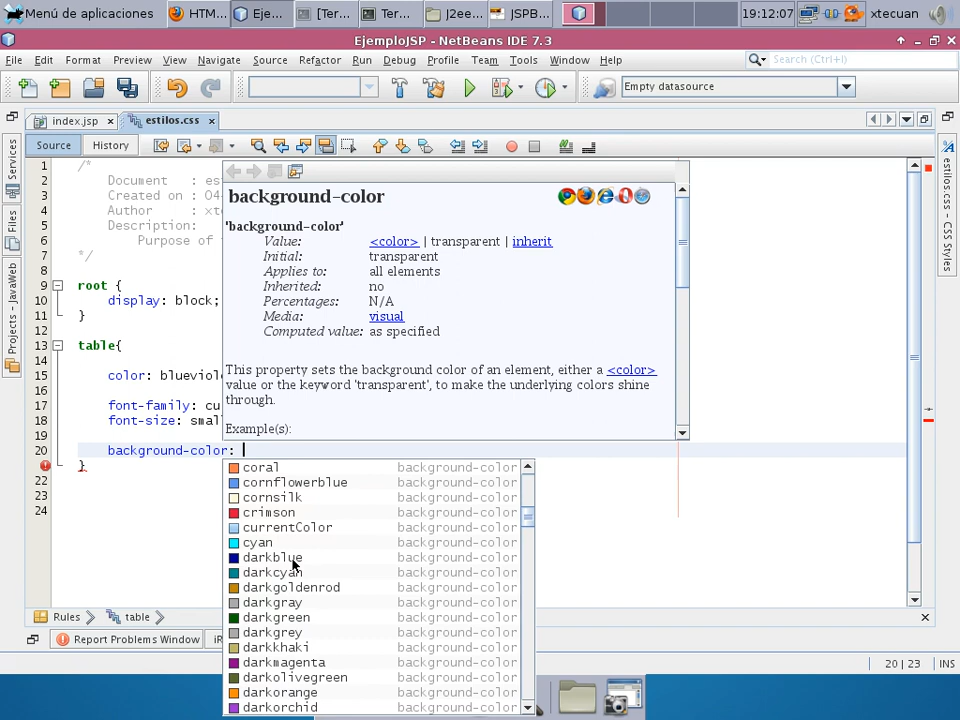 Menú de aplicaciones HTM... Eje... [Ter... Ter... J2ee... JSPB... 19:12:07 xtecuan
EjemploJSP - NetBeans IDE 7.3
File Edit Format Preview View Navigate Source Refactor Run Debug Profile Team Tools Window Help Search (Ctrl+I)
Empty datasource
index.jsp estilos.css
Source History
Services
Files
Projects - JavaWeb
estilos.css - CSS Styles
1 /*
2 Document : es
3 Created on : 04
4 Author : xte
5 Description:
6 Purpose of
7 */
8
9 root {
10 display: block;
11 }
12
13 table{
14
15 color: blueviole
16
17 font-family: cu
18 font-size: small
19
20 background-color:
}
22
23
24
background-color
'background-color'
Value: <color> | transparent | inherit
Initial: transparent
Applies to: all elements
Inherited: no
Percentages: N/A
Media: visual
Computed value: as specified
This property sets the background color of an element, either a <color>
value or the keyword 'transparent', to make the underlying colors shine
through.
Example(s):
coral background-color
cornflowerblue background-color
cornsilk background-color
crimson background-color
currentColor background-color
cyan background-color
darkblue background-color
darkcyan background-color
darkgoldenrod background-color
darkgray background-color
darkgreen background-color
darkgrey background-color
darkkhaki background-color
darkmagenta background-color
darkolivegreen background-color
darkorange background-color
darkorchid background-color
Rules table
Report Problems Window iR
20 | 23 INS